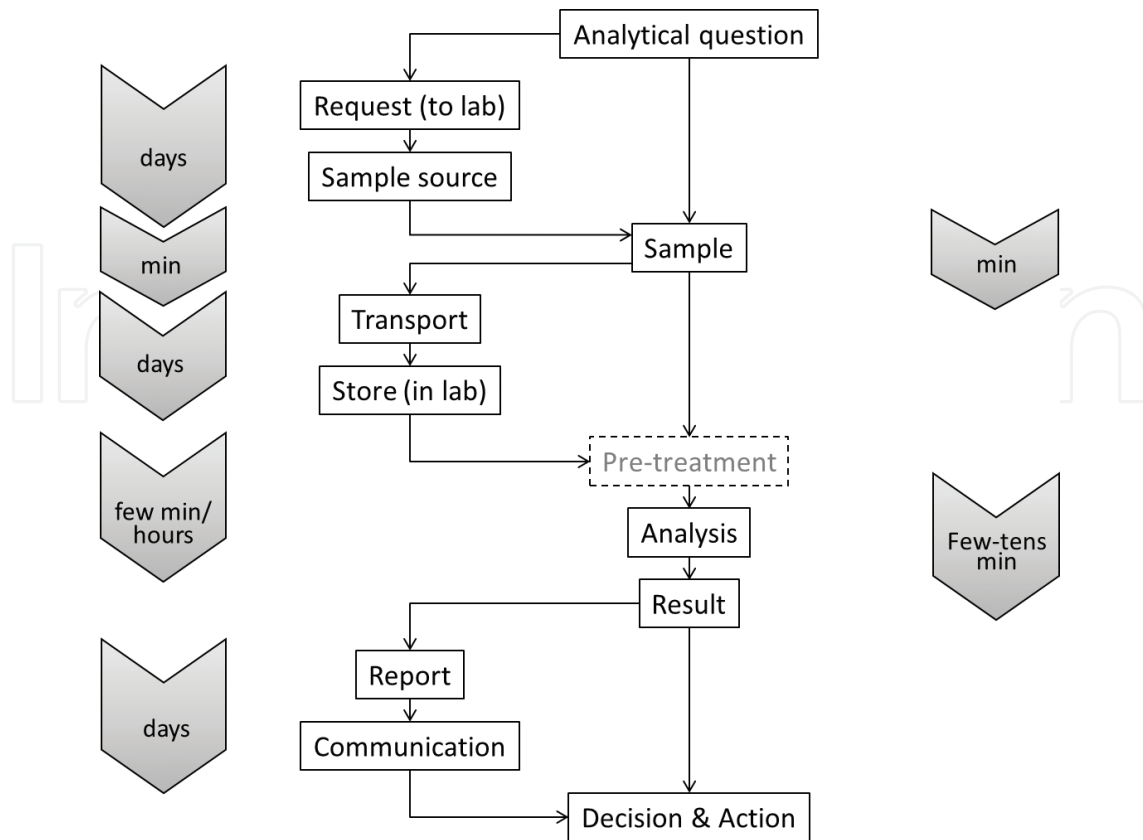 Analytical question
Request (to lab)
days
Sample source
Sample
min
min
Transport
days
Store (in lab)
Pre-treatment
few min/
hours
Analysis
Few-tens
min
Result
Report
days
Communication
Decision & Action